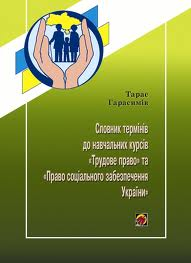 Тарас
Гарасимів
Словник термінів
до навчальних курсів
«Трудове право» та
«Право соціального забезпечення
України»